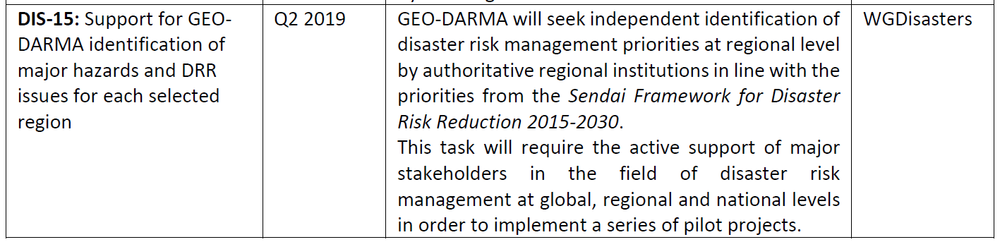 DIS-15: Support for GEO-
DARMA identification of
major hazards and DRR
issues for each selected
region
Q2 2019
GEO-DARMA will seek independent identification of
disaster risk management priorities at regional level
by authoritative regional institutions in line with the
priorities from the Sendai Framework for Disaster
Risk Reduction 2015-2030.
This task will require the active support of major
stakeholders in the field of disaster risk
management at global, regional and national levels
in order to implement a series of pilot projects.
WGDisasters